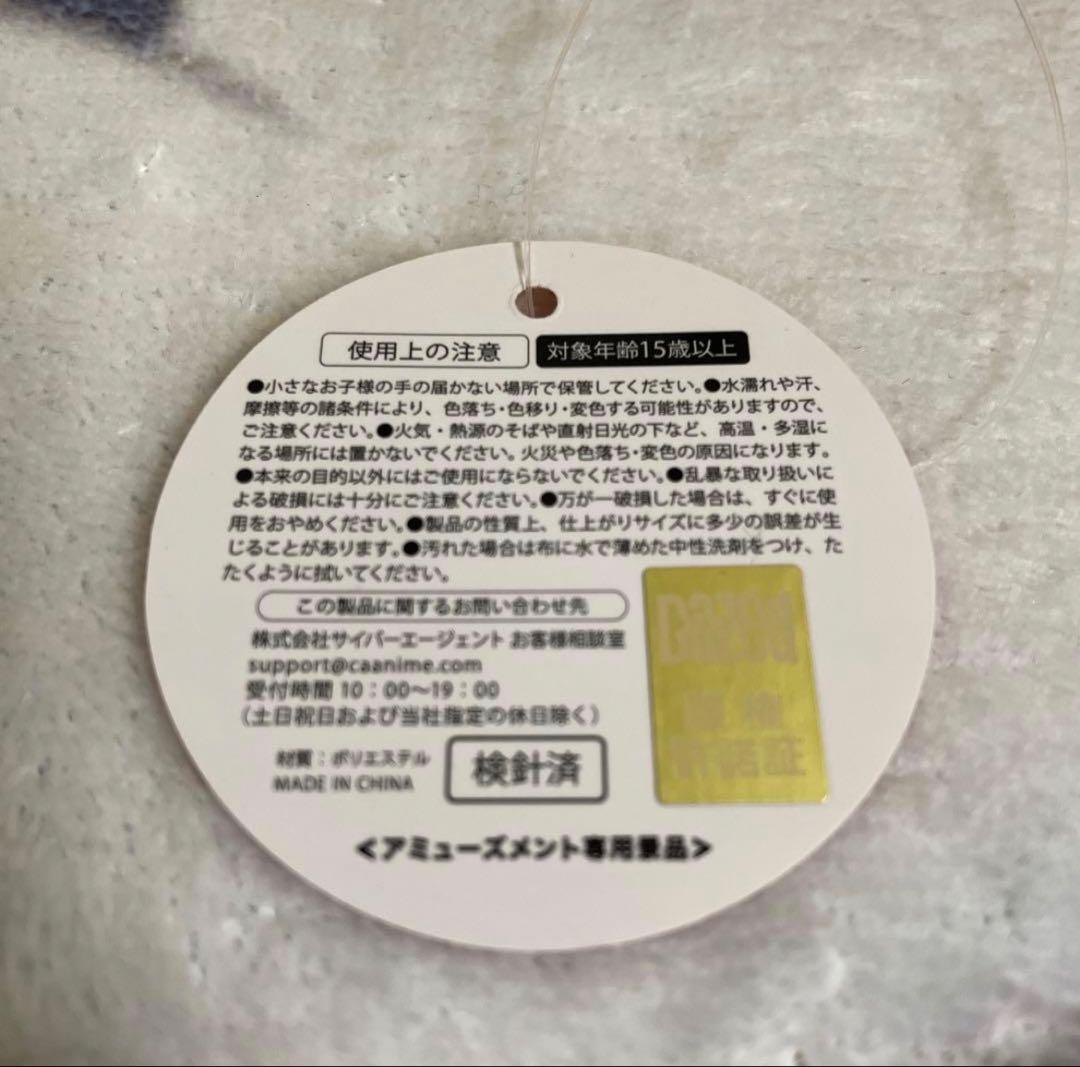 使用上の注意 対象年齢15歳以上
●小さなお子様の手の届かない場所で保管してください。●水濡れや汗、
摩擦等の諸条件により、色落ち・色移り・変色する可能性がありますので、
ご注意ください。●火気・熱源のそばや直射日光の下など、高温・多湿に
なる場所には置かないでください。火災や色落ち・変色の原因になります。
●本来の目的以外にはご使用にならないでください。●乱暴な取り扱いに
よる破損には十分にご注意ください。●万が一破損した場合は、すぐに使
用をおやめください。●製品の性質上、仕上がりサイズに多少の誤差が生
じることがあります。●汚れた場合は布に水で薄めた中性洗剤をつけ、た
たくように拭いてください。
この製品に関するお問い合わせ先
株式会社サイバーエージェント お客様相談室
support@caanime.com
受付時間 10：00〜19：00
（土日祝日および当社指定の休日除く）
材質：ポリエステル
MADE IN CHINA
検針済
許諾証
＜アミューズメント専用景品＞